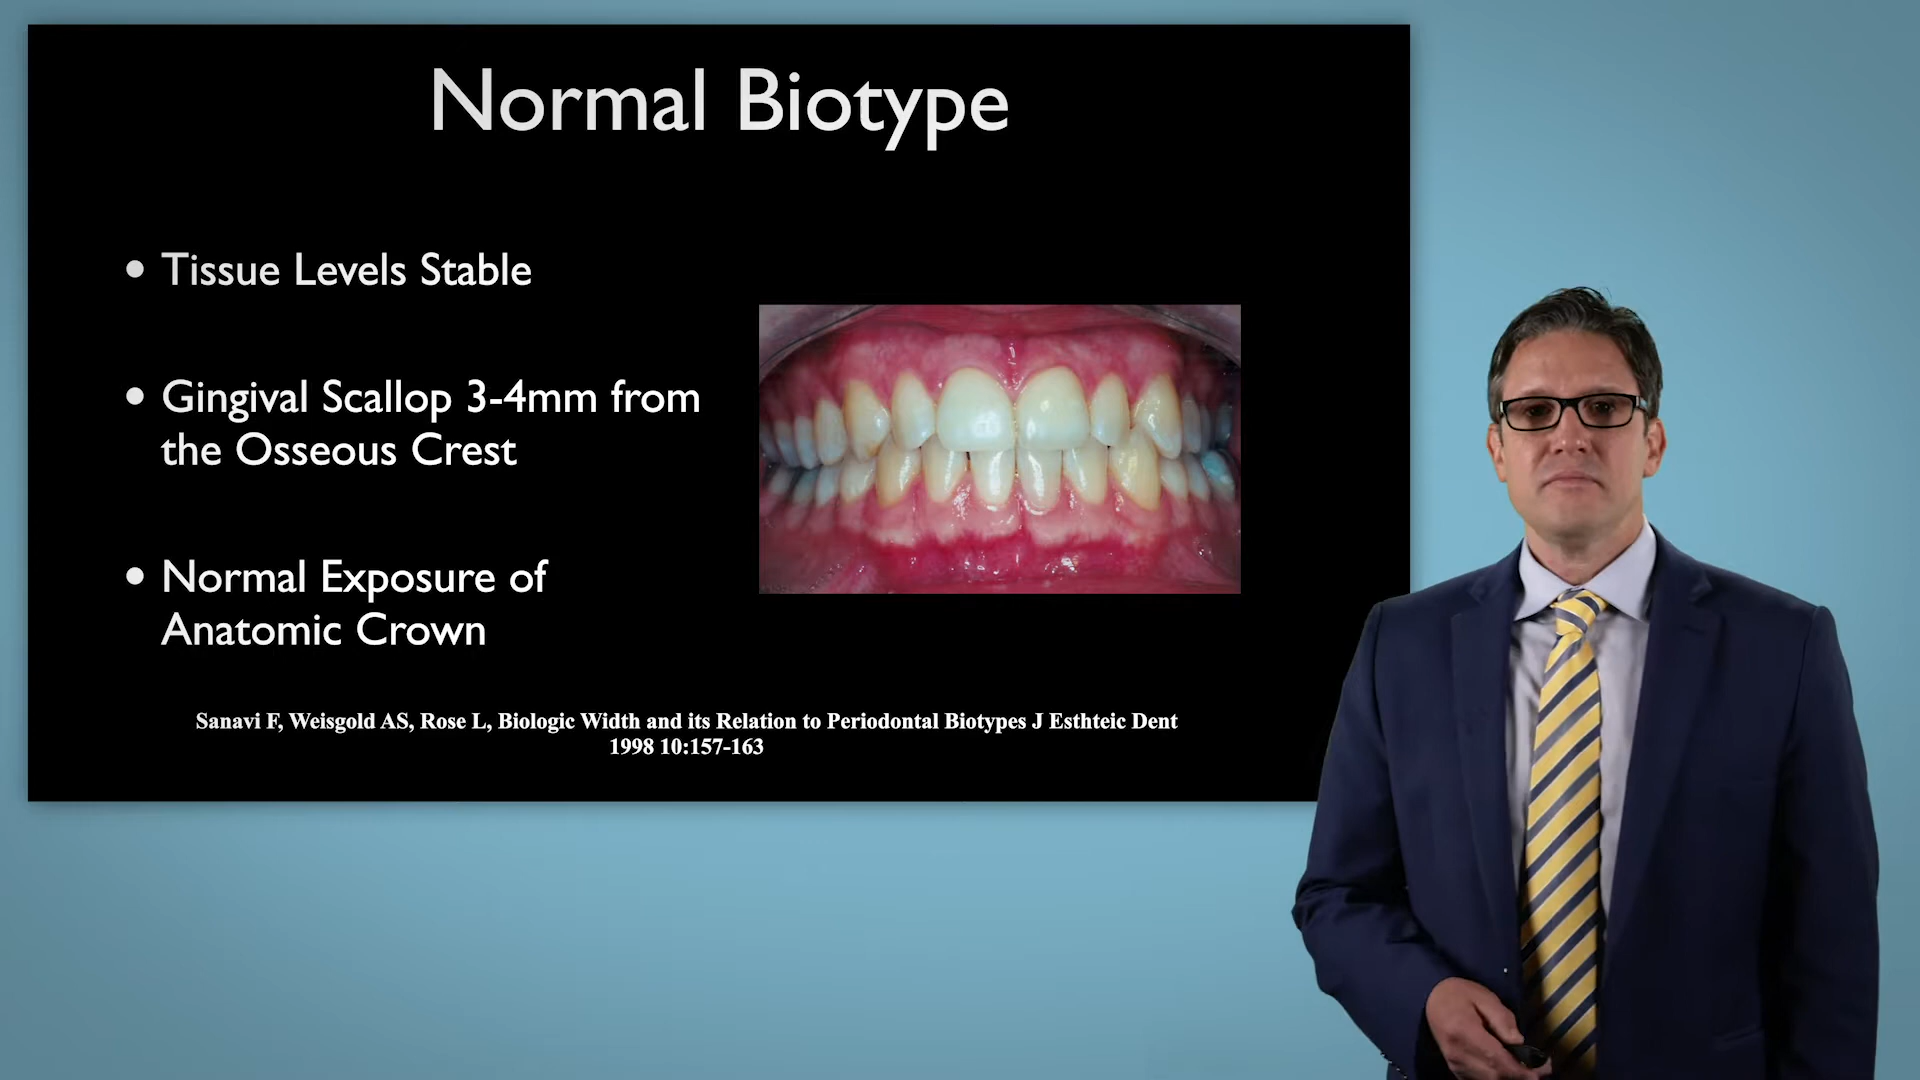 Normal Biotype
• Tissue Levels Stable
• Gingival Scallop 3-4mm from
the Osseous Crest
• Normal Exposure of
Anatomic Crown
Sanavi F, Weisgold AS, Rose L, Biologic Width and its Relation to Periodontal Biotypes J Esthteic Dent
1998 10:157-163